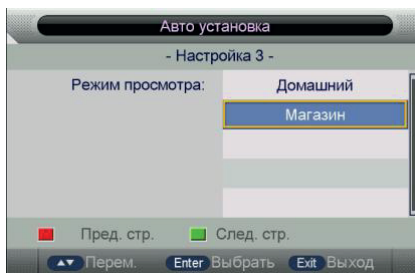 Авто установка
- Настройка 3 -
Режим просмотра: Домашний
Магазин
Пред. стр. След. стр.
Перем. Enter Выбрать Exit Выход